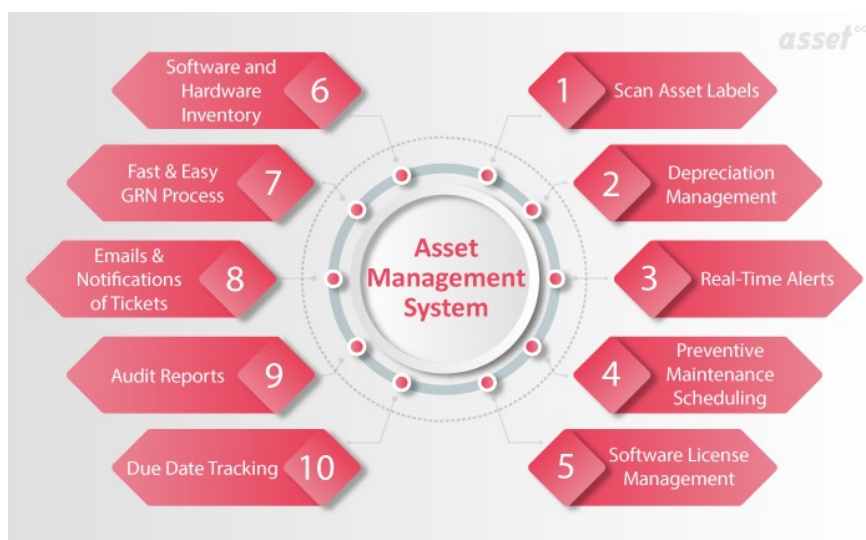 asset
6
Software and
Hardware
Inventory
1
Scan Asset Labels
7
Fast & Easy
GRN Process
2
Depreciation
Management
8
Emails &
Notifications
of Tickets
Asset
Management
System
3
Real-Time Alerts
9
Audit Reports
4
Preventive
Maintenance
Scheduling
10
Due Date Tracking
5
Software License
Management